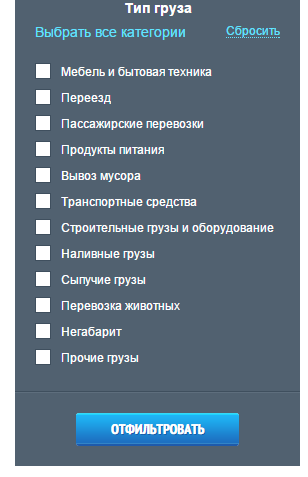 Тип груза
Выбрать все категории Сбросить
Мебель и бытовая техника
Переезд
Пассажирские перевозки
Продукты питания
Вывоз мусора
Транспортные средства
Строительные грузы и оборудование
Наливные грузы
Сыпучие грузы
Перевозка животных
Негабарит
Прочие грузы
ОТФИЛЬТРОВАТЬ